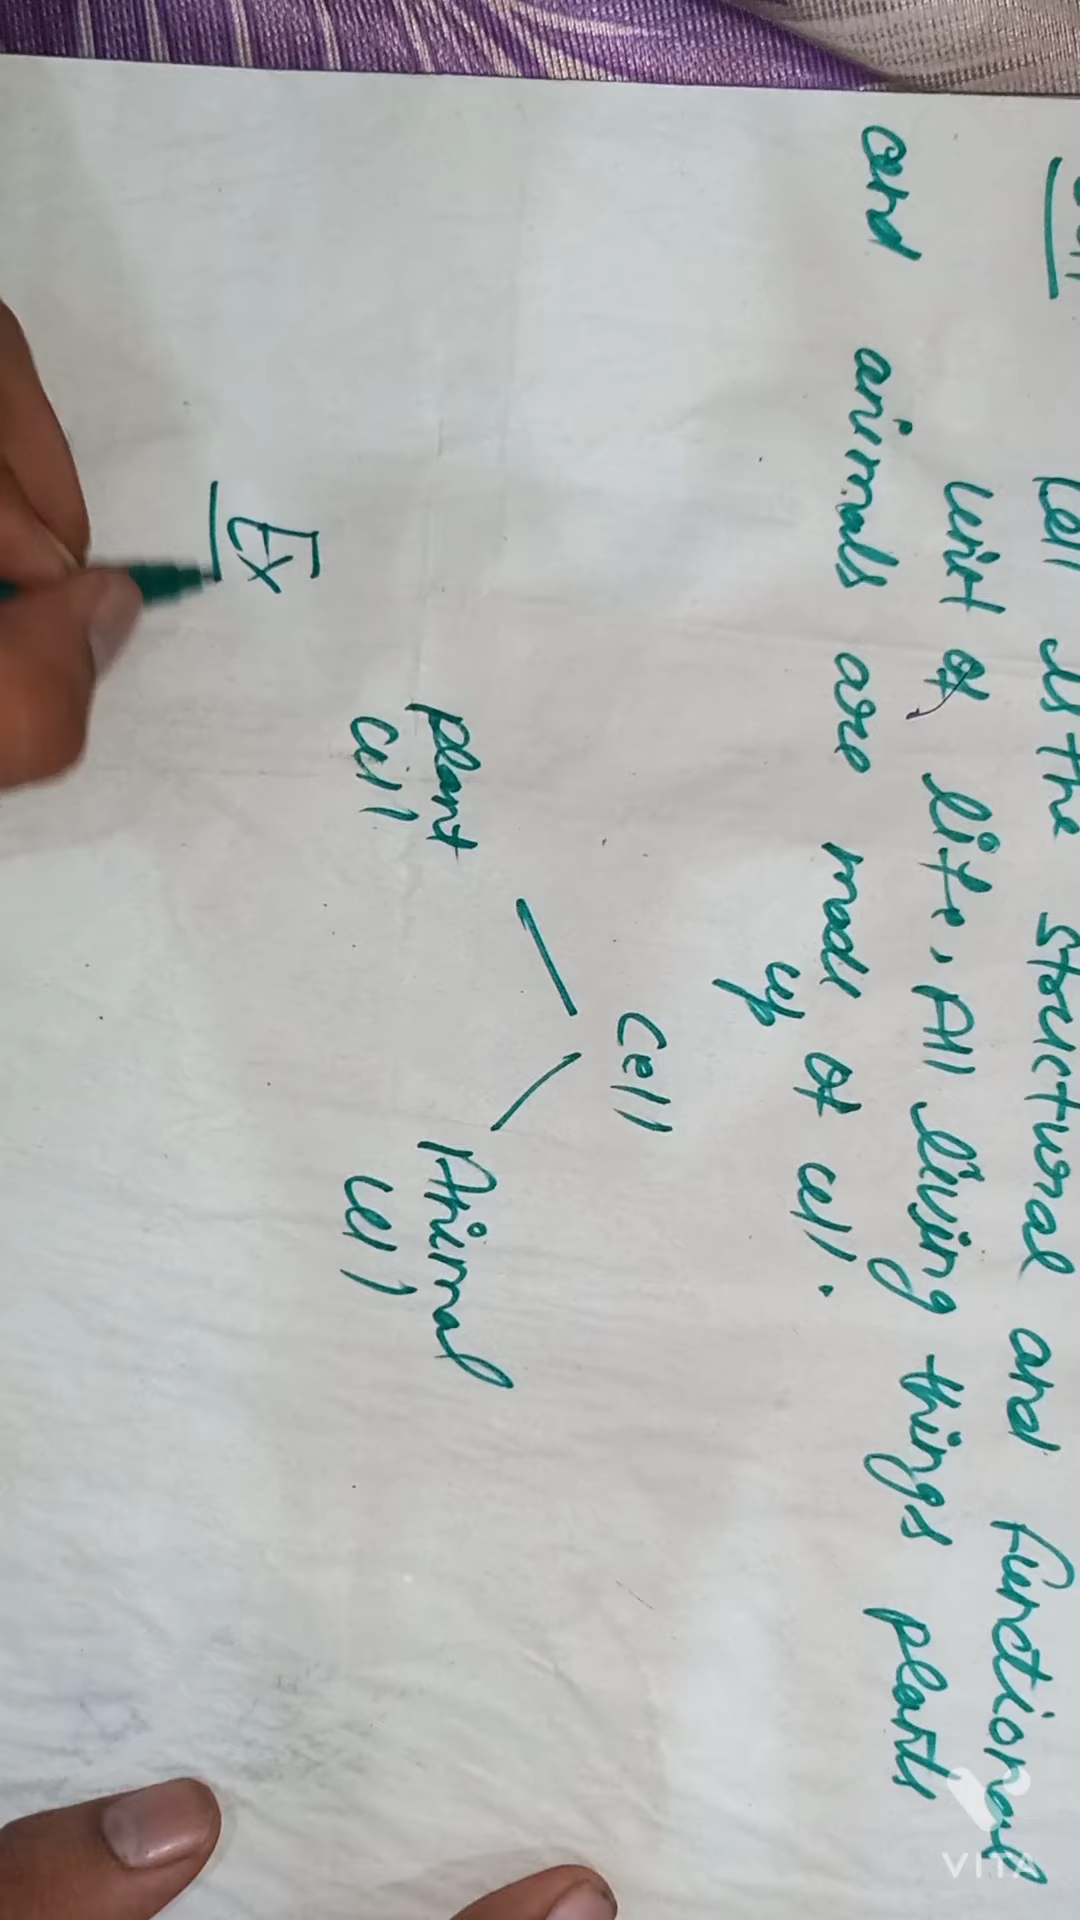 Cell
Cell is the structural and functional
unit of life. All living things plants
and animals are made of cell.
up
Cell
plant Animal
cell cell
Ex
VITA